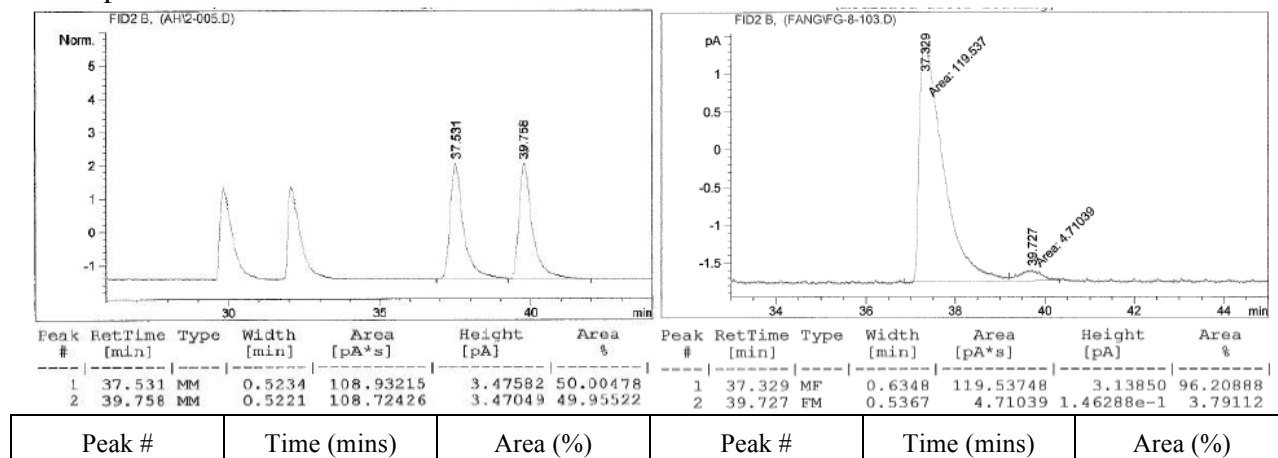 FID2 B, (AH\2-005.D)
Norm.
5
4
3
2
1
0
-1
37.531
39.758
30
35
40
min
Peak RetTime Type Width Area Height Area
# [min] [min] [pA*s] [pA] %
1 37.531 MM 0.5234 108.93215 3.47582 50.00478
2 39.758 MM 0.5221 108.72426 3.47049 49.95522
FID2 B, (FANG\FG-8-103.D)
pA
1
0.5
0
-0.5
-1
-1.5
37.329
Area: 119.537
39.727
Area: 4.71039
34
36
38
40
42
44
min
Peak RetTime Type Width Area Height Area
# [min] [min] [pA*s] [pA] %
1 37.329 MF 0.6348 119.53748 3.13850 96.20888
2 39.727 FM 0.5367 4.71039 1.46288e-1 3.79112
Peak # Time (mins) Area (%) Peak # Time (mins) Area (%)